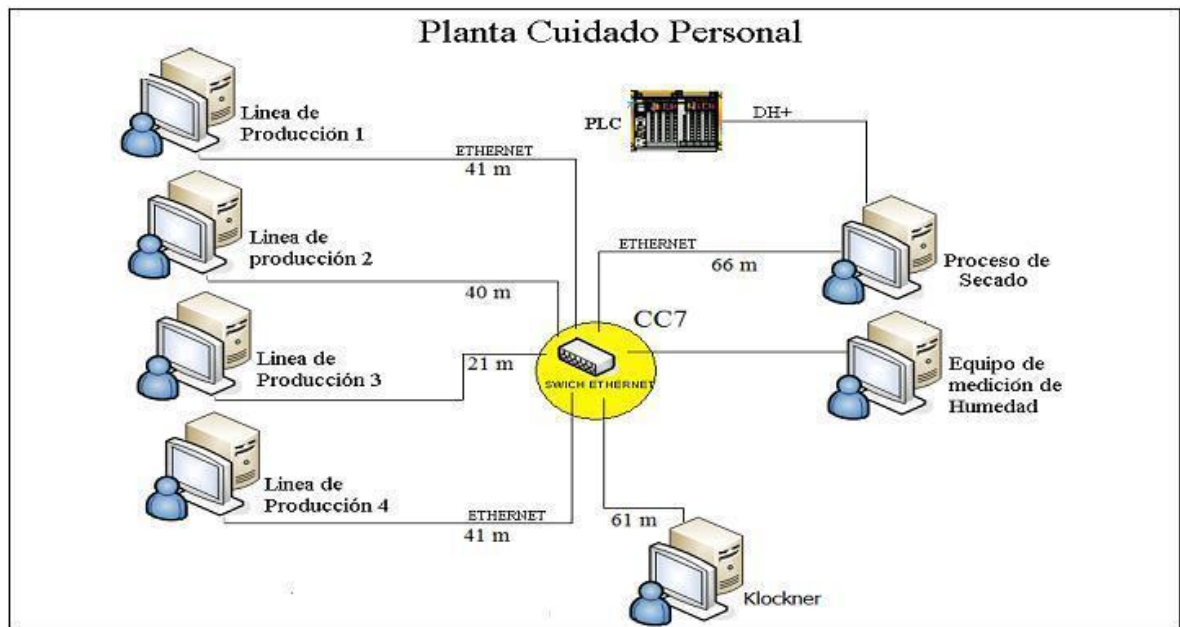 Planta Cuidado Personal
Linea de
Producción 1
ETHERNET
41 m
Linea de
producción 2
40 m
Linea de
Producción 3
21 m
Linea de
Producción 4
ETHERNET
41 m
PLC
DH+
ETHERNET
66 m
Proceso de
Secado
CC7
SWICH ETHERNET
Equipo de
medición de
Humedad
61 m
Klockner